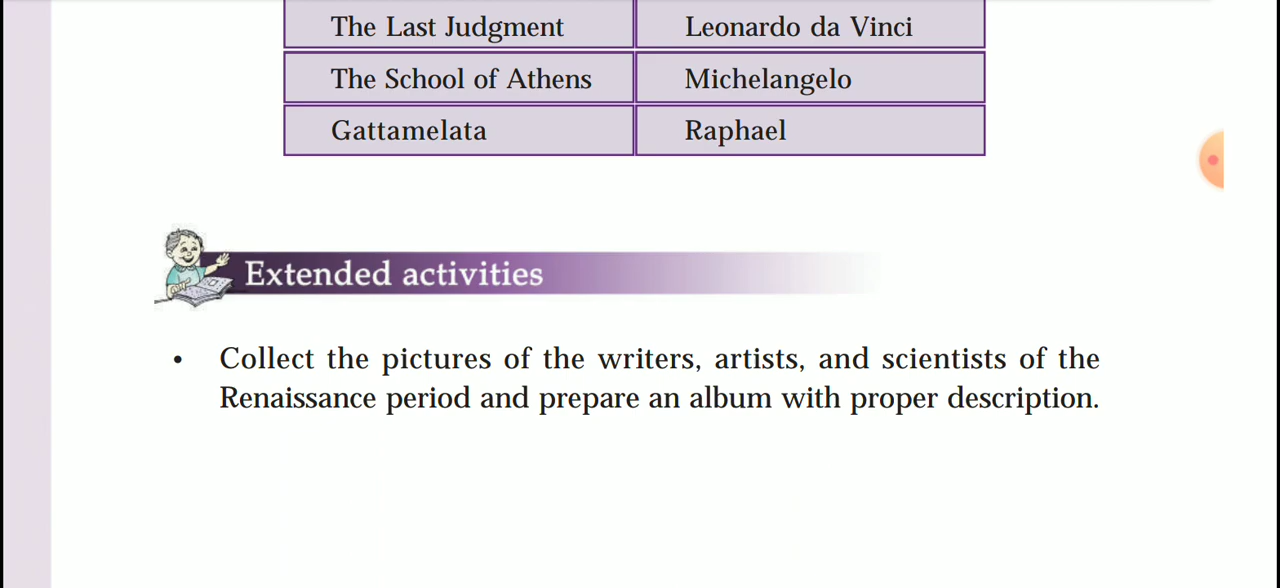 The Last Judgment Leonardo da Vinci
The School of Athens Michelangelo
Gattamelata Raphael
Extended activities
• Collect the pictures of the writers, artists, and scientists of the
Renaissance period and prepare an album with proper description.